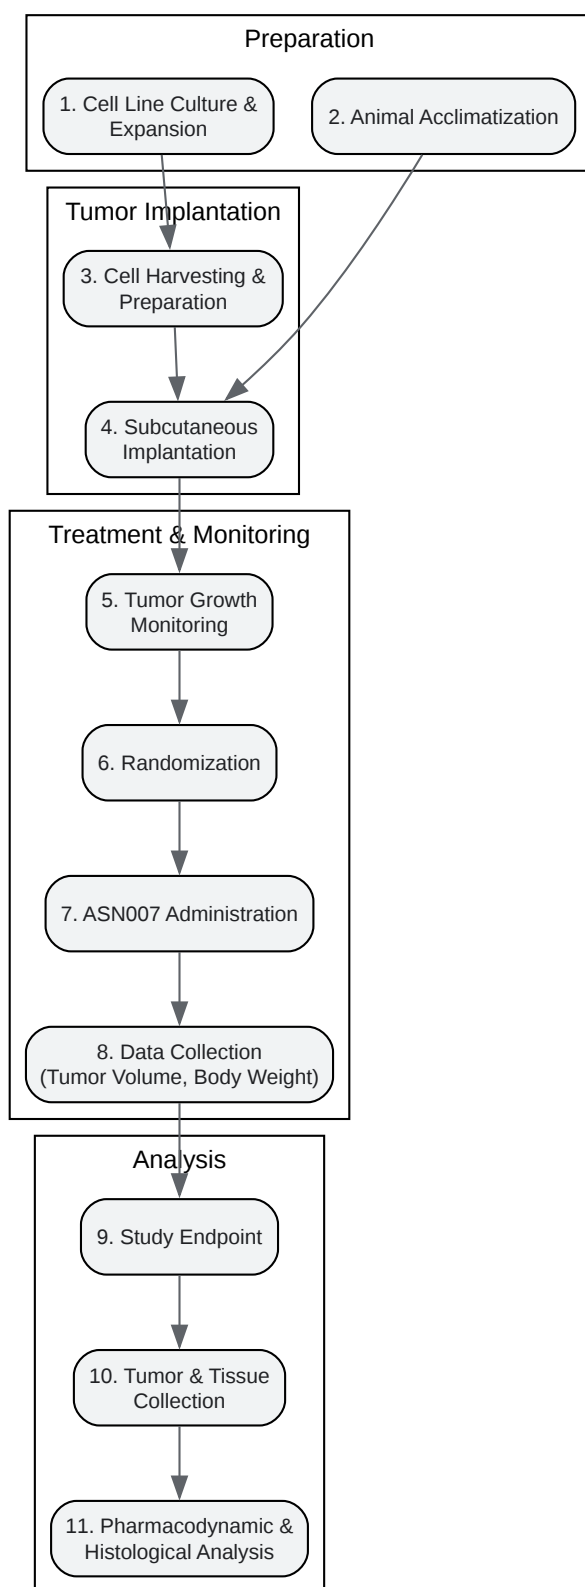 Preparation
1. Cell Line Culture &
Expansion
2. Animal Acclimatization
Tumor Implantation
3. Cell Harvesting &
Preparation
4. Subcutaneous
Implantation
Treatment & Monitoring
5. Tumor Growth
Monitoring
6. Randomization
7. ASN007 Administration
8. Data Collection
(Tumor Volume, Body Weight)
Analysis
9. Study Endpoint
10. Tumor & Tissue
Collection
11. Pharmacodynamic &
Histological Analysis